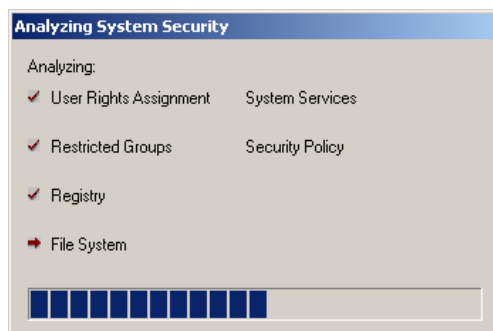 Analyzing System Security
Analyzing:
User Rights Assignment System Services
Restricted Groups Security Policy
Registry
File System